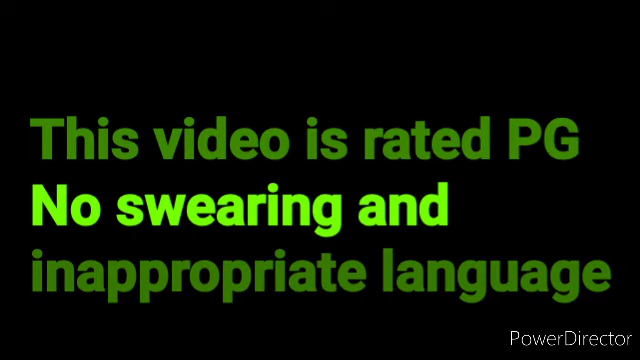 This video is rated PG
No swearing and
inappropriate language
PowerDirector